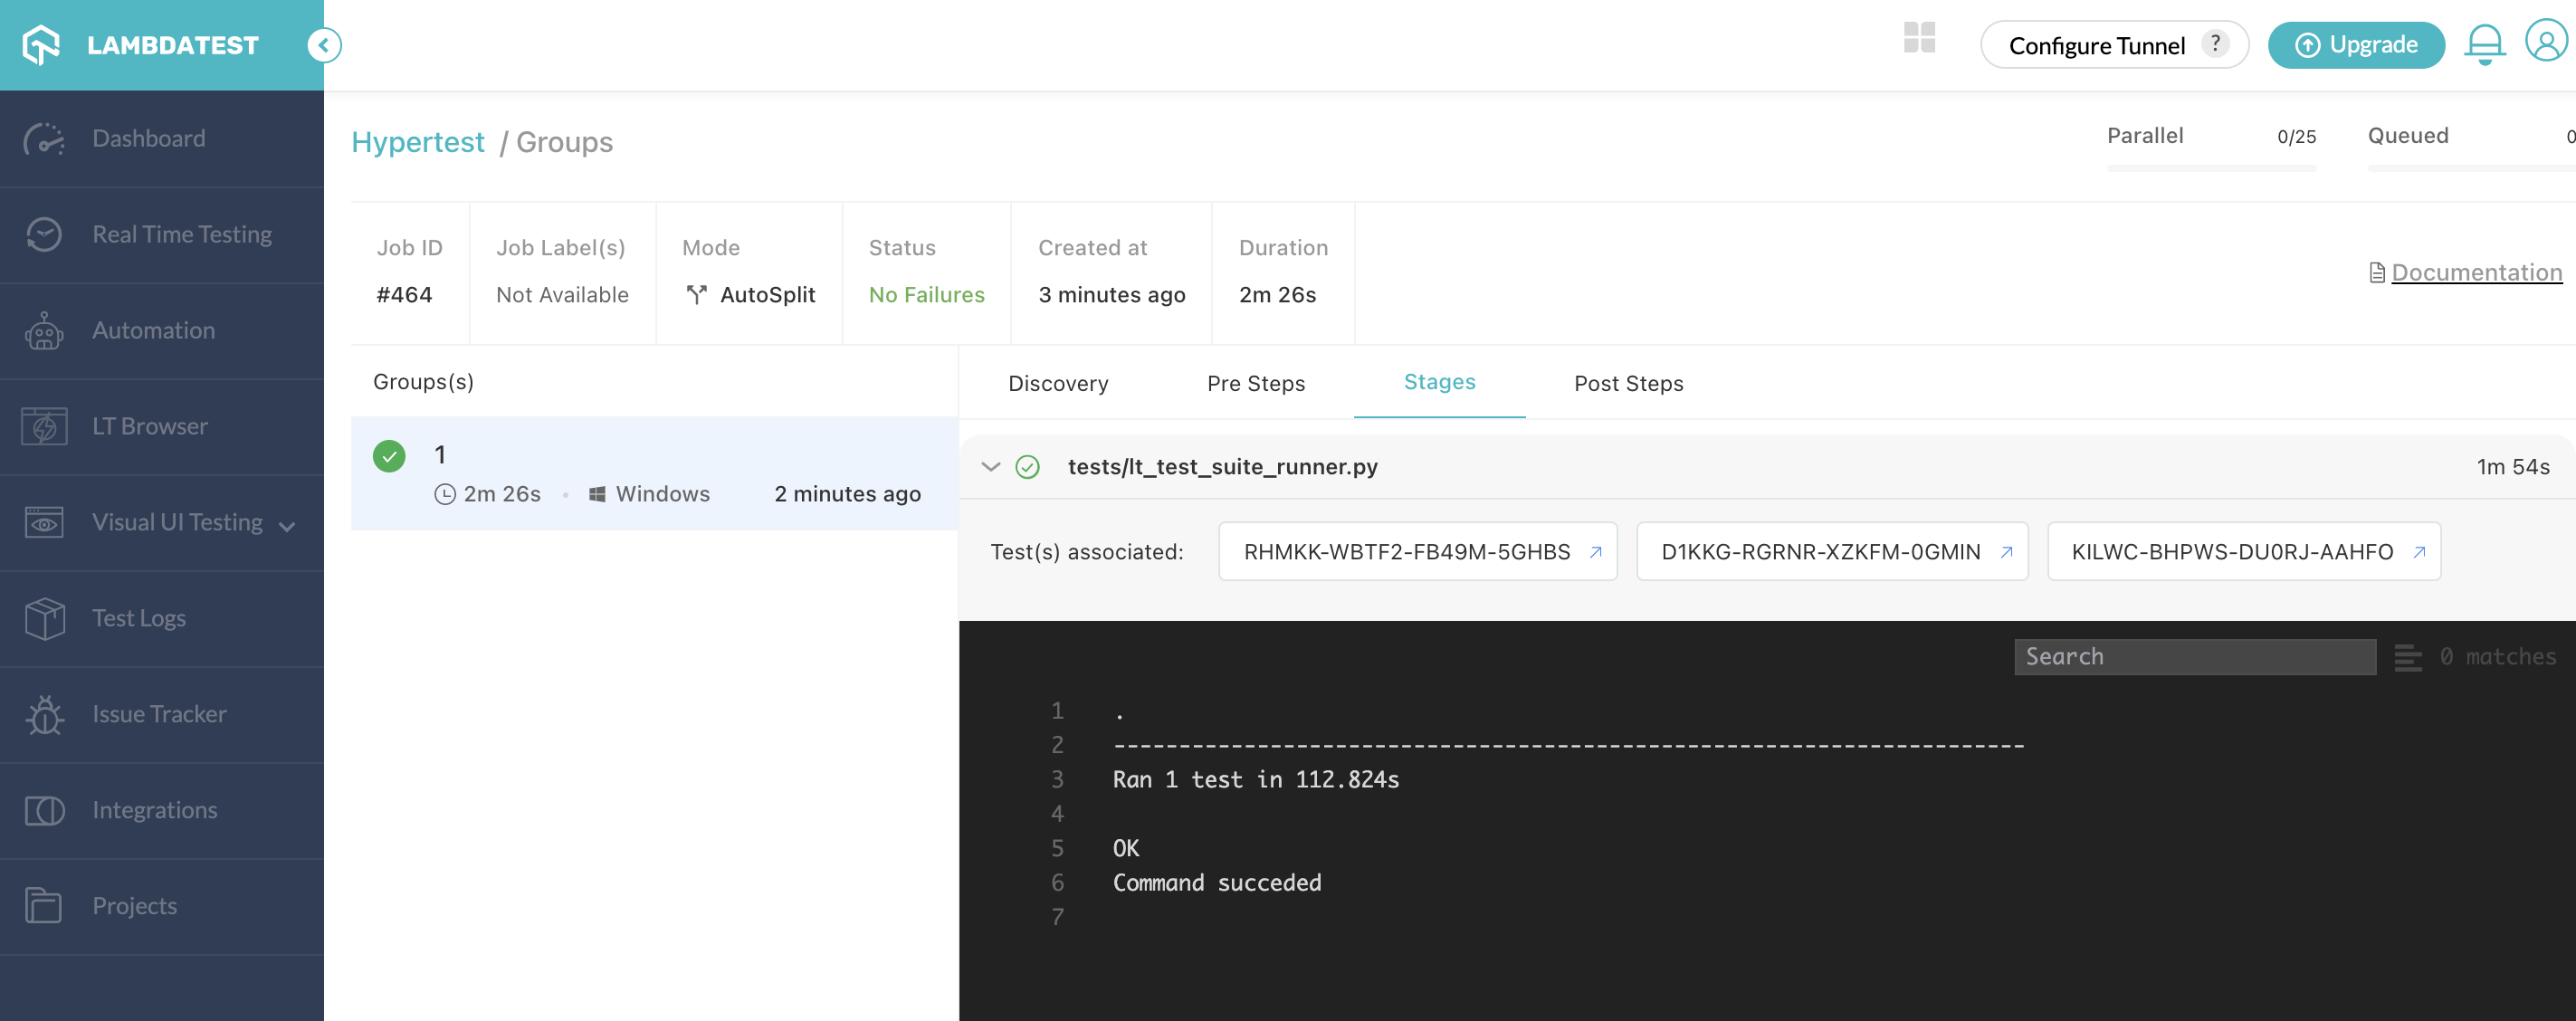 LAMBDATEST
Configure Tunnel ?
Upgrade
Dashboard
Real Time Testing
Automation
LT Browser
Visual UI Testing
Test Logs
Issue Tracker
Integrations
Projects
Hypertest / Groups
Parallel 0/25
Queued 0
Job ID
#464
Job Label(s)
Not Available
Mode
AutoSplit
Status
No Failures
Created at
3 minutes ago
Duration
2m 26s
Documentation
Groups(s)
1
2m 26s • Windows 2 minutes ago
Discovery Pre Steps Stages Post Steps
tests/lt_test_suite_runner.py 1m 54s
Test(s) associated: RHMKK-WBTF2-FB49M-5GHBS D1KKG-RGRNR-XZKFM-0GMIN KILWC-BHPWS-DU0RJ-AAHFO
Search 0 matches
1 .
2 ----------------------------------------------------------------------
3 Ran 1 test in 112.824s
4
5 OK
6 Command succeded
7